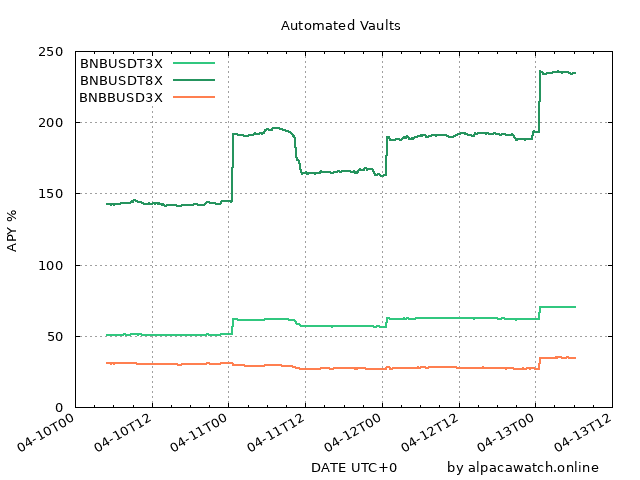 Automated Vaults
BNBUSDT3X
BNBUSDT8X
BNBBUSD3X
APY %
250
200
150
100
50
0
04-10T00
04-10T12
04-11T00
04-11T12
04-12T00
04-12T12
04-13T00
04-13T12
DATE UTC+0
by alpacawatch.online